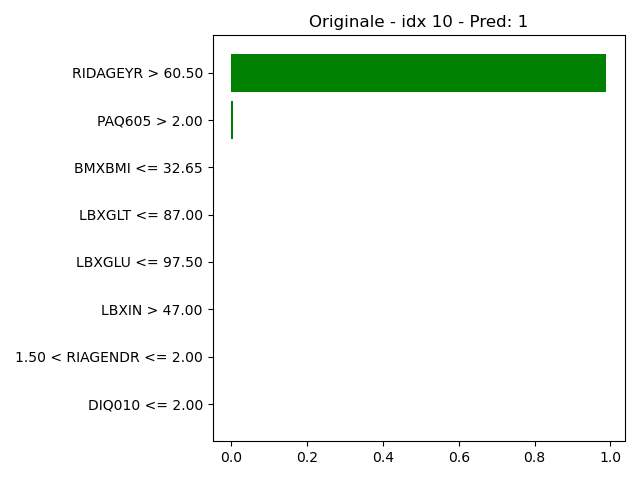 Originale - idx 10 - Pred: 1
RIDAGEYR > 60.50
PAQ605 > 2.00
BMXBMI <= 32.65
LBXGLT <= 87.00
LBXGLU <= 97.50
LBXIN > 47.00
1.50 < RIAGENDR <= 2.00
DIQ010 <= 2.00
0.0 0.2 0.4 0.6 0.8 1.0